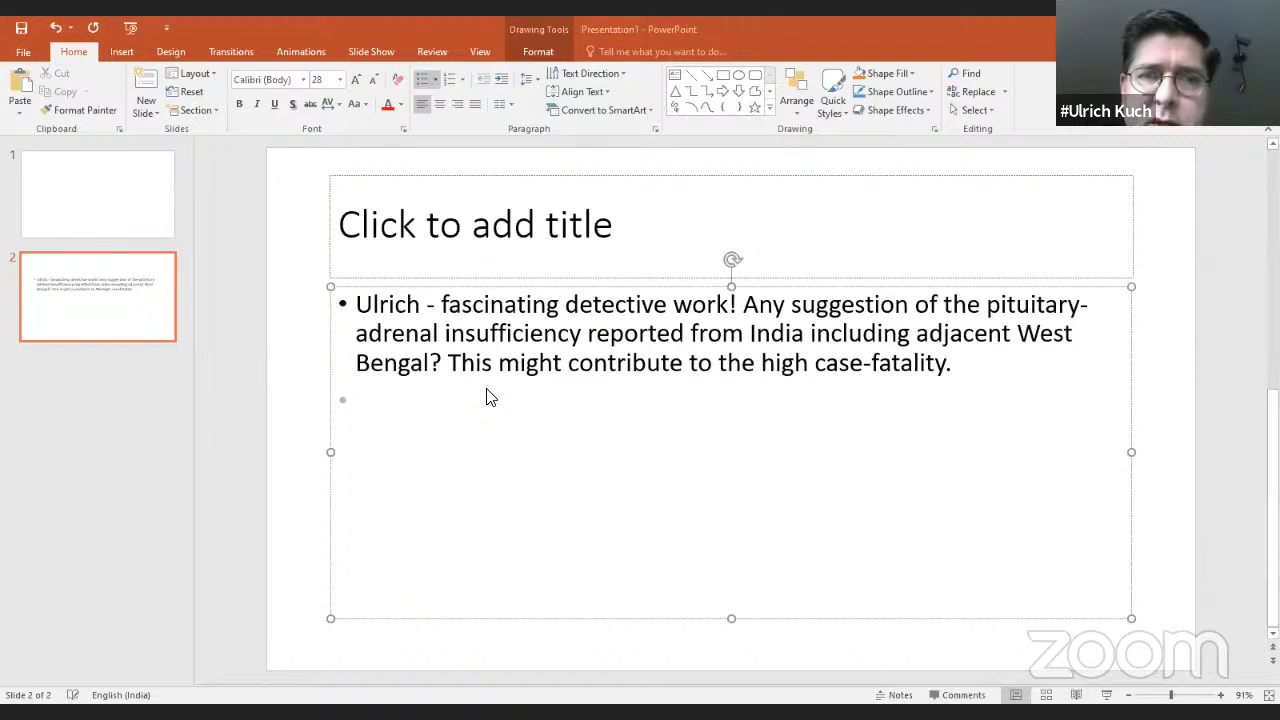 Drawing Tools
Presentation1 - PowerPoint
File
Home
Insert
Design
Transitions
Animations
Slide Show
Review
View
Format
Tell me what you want to do...
Paste
Cut
Copy
Format Painter
Clipboard
New
Slide
Layout
Reset
Section
Slides
Calibri (Body)
28
Font
Text Direction
Align Text
Convert to SmartArt
Paragraph
Arrange
Quick
Styles
Shape Fill
Shape Outline
Shape Effects
Drawing
Find
Replace
Select
Editing
#Ulrich Kuch
1
2
Click to add title
• Ulrich - fascinating detective work! Any suggestion of the pituitary-
adrenal insufficiency reported from India including adjacent West
Bengal? This might contribute to the high case-fatality.
zoom
Slide 2 of 2
English (India)
Notes
Comments
91%